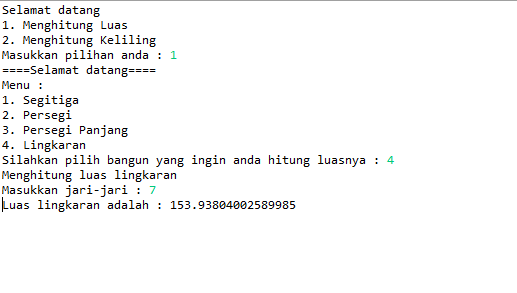 Selamat datang
1. Menghitung Luas
2. Menghitung Keliling
Masukkan pilihan anda : 1
====Selamat datang====
Menu :
1. Segitiga
2. Persegi
3. Persegi Panjang
4. Lingkaran
Silahkan pilih bangun yang ingin anda hitung luasnya : 4
Menghitung luas lingkaran
Masukkan jari-jari : 7
Luas lingkaran adalah : 153.93804002589985